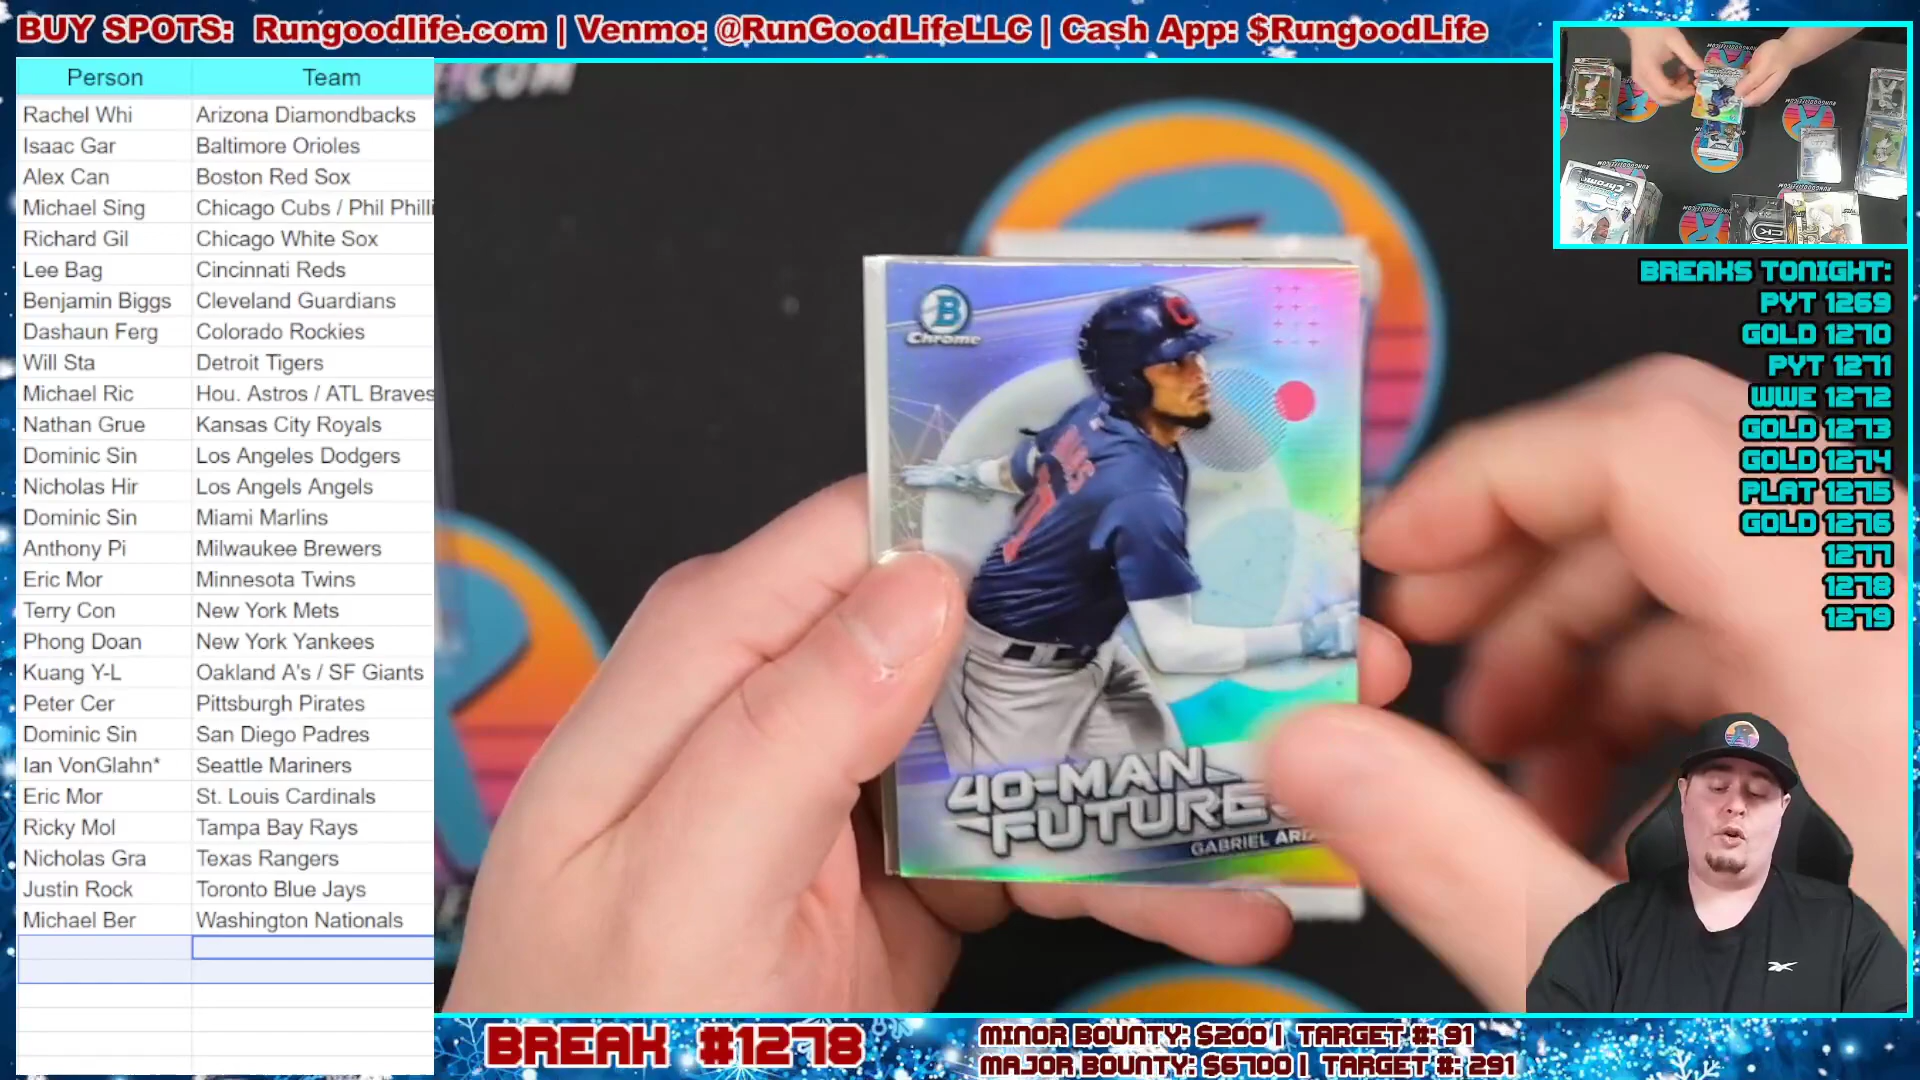 BUY SPOTS: Rungoodlife.com | Venmo: @RunGoodLifeLLC | Cash App: $RungoodLife
Person Team
Rachel Whi Arizona Diamondbacks
Isaac Gar Baltimore Orioles
Alex Can Boston Red Sox
Michael Sing Chicago Cubs / Phil Philli
Richard Gil Chicago White Sox
Lee Bag Cincinnati Reds
Benjamin Biggs Cleveland Guardians
Dashaun Ferg Colorado Rockies
Will Sta Detroit Tigers
Michael Ric Hou. Astros / ATL Braves
Nathan Grue Kansas City Royals
Dominic Sin Los Angeles Dodgers
Nicholas Hir Los Angels Angels
Dominic Sin Miami Marlins
Anthony Pi Milwaukee Brewers
Eric Mor Minnesota Twins
Terry Con New York Mets
Phong Doan New York Yankees
Kuang Y-L Oakland A's / SF Giants
Peter Cer Pittsburgh Pirates
Dominic Sin San Diego Padres
Ian VonGlahn* Seattle Mariners
Eric Mor St. Louis Cardinals
Ricky Mol Tampa Bay Rays
Nicholas Gra Texas Rangers
Justin Rock Toronto Blue Jays
Michael Ber Washington Nationals
.COM
B
Chrome
C
40-MAN
FUTURES
GABRIEL ARIA
BREAKS TONIGHT:
PYT 1269
GOLD 1270
PYT 1271
WWE 1272
GOLD 1273
GOLD 1274
PLAT 1275
GOLD 1276
1277
1278
1279
BREAK #1278
MINOR BOUNTY: $200 | TARGET #: 91
MAJOR BOUNTY: $6700 | TARGET #: 291